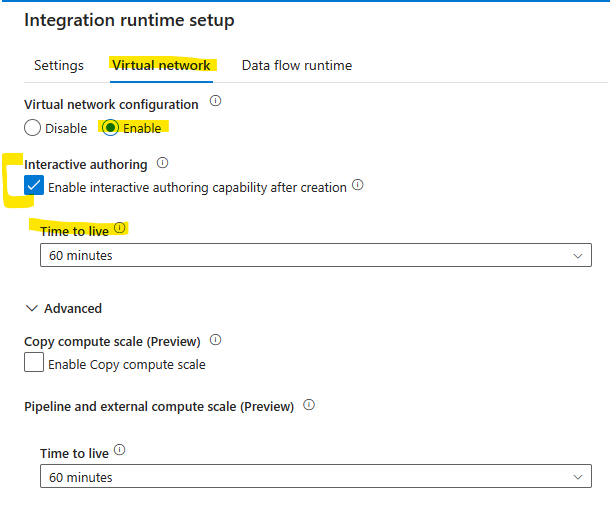 Integration runtime setup
Settings Virtual network Data flow runtime
Virtual network configuration
Disable Enable
Interactive authoring
Enable interactive authoring capability after creation
Time to live
60 minutes
Advanced
Copy compute scale (Preview)
Enable Copy compute scale
Pipeline and external compute scale (Preview)
Time to live
60 minutes